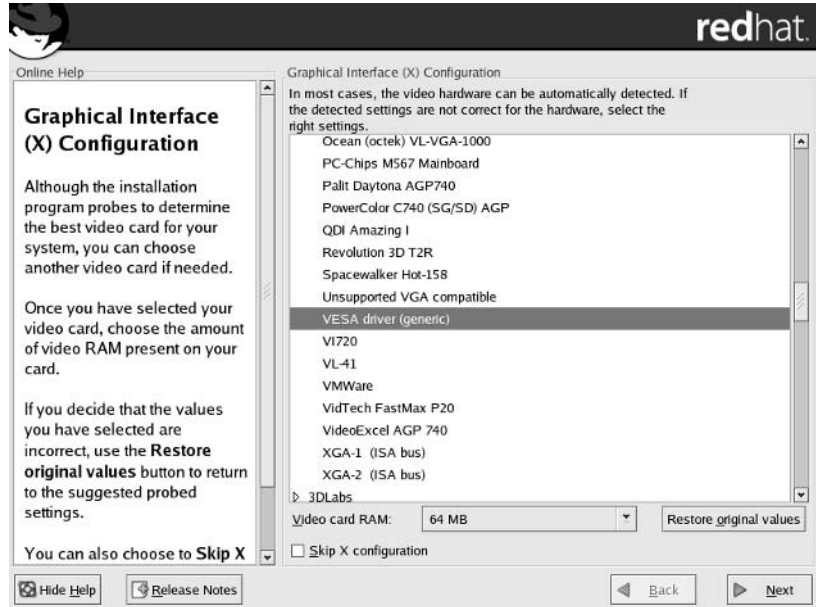 redhat.
Online Help
Graphical Interface
(X) Configuration
Although the installation
program probes to determine
the best video card for your
system, you can choose
another video card if needed.
Once you have selected your
video card, choose the amount
of video RAM present on your
card.
If you decide that the values
you have selected are
incorrect, use the Restore
original values button to return
to the suggested probed
settings.
You can also choose to Skip X
Graphical Interface (X) Configuration
In most cases, the video hardware can be automatically detected. If
the detected settings are not correct for the hardware, select the
right settings.
Ocean (octek) VL-VGA-1000
PC-Chips M567 Mainboard
Palit Daytona AGP740
PowerColor C740 (SG/SD) AGP
QDI Amazing I
Revolution 3D T2R
Spacewalker Hot-158
Unsupported VGA compatible
VESA driver (generic)
VI720
VL-41
VMWare
VidTech FastMax P20
VideoExcel AGP 740
XGA-1 (ISA bus)
XGA-2 (ISA bus)
3DLabs
Video card RAM: 64 MB Restore original values
Skip X configuration
Hide Help Release Notes Back Next